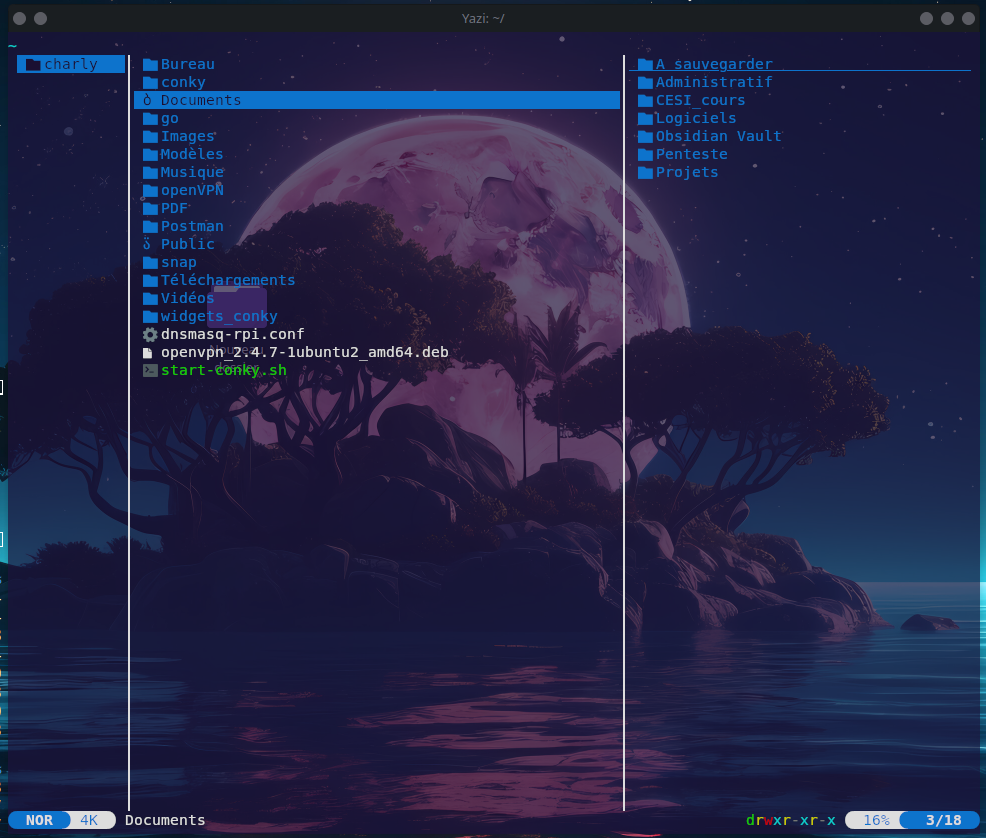 Yazi: ~/
~
charly
Bureau
conky
Documents
go
Images
Modèles
Musique
openVPN
PDF
Postman
Public
snap
Téléchargements
Vidéos
widgets_conky
dnsmasq-rpi.conf
openvpn_2.4.7-1ubuntu2_amd64.deb
start-conky.sh
A sauvegarder
Administratif
CESI_cours
Logiciels
Obsidian Vault
Penteste
Projets
NOR 4K Documents drwxr-xr-x 16% 3/18